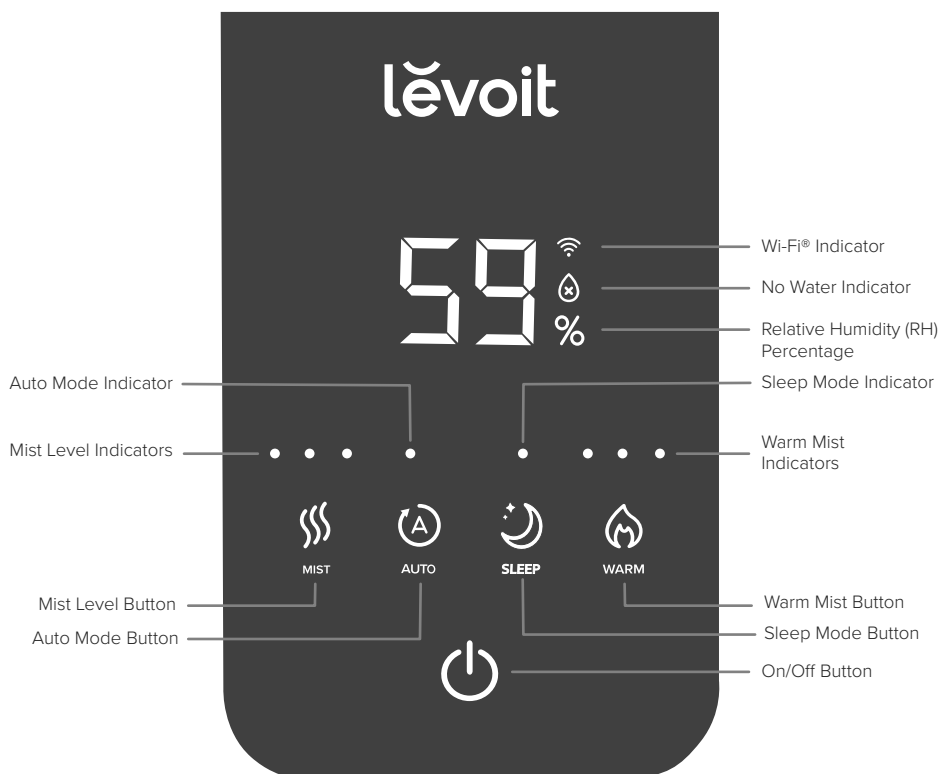 levoit
59
Wi-Fi® Indicator
No Water Indicator
%
Relative Humidity (RH)
Percentage
Auto Mode Indicator
Sleep Mode Indicator
Mist Level Indicators
Warm Mist
Indicators
A
MIST
AUTO
SLEEP
WARM
Mist Level Button
Warm Mist Button
Auto Mode Button
Sleep Mode Button
On/Off Button